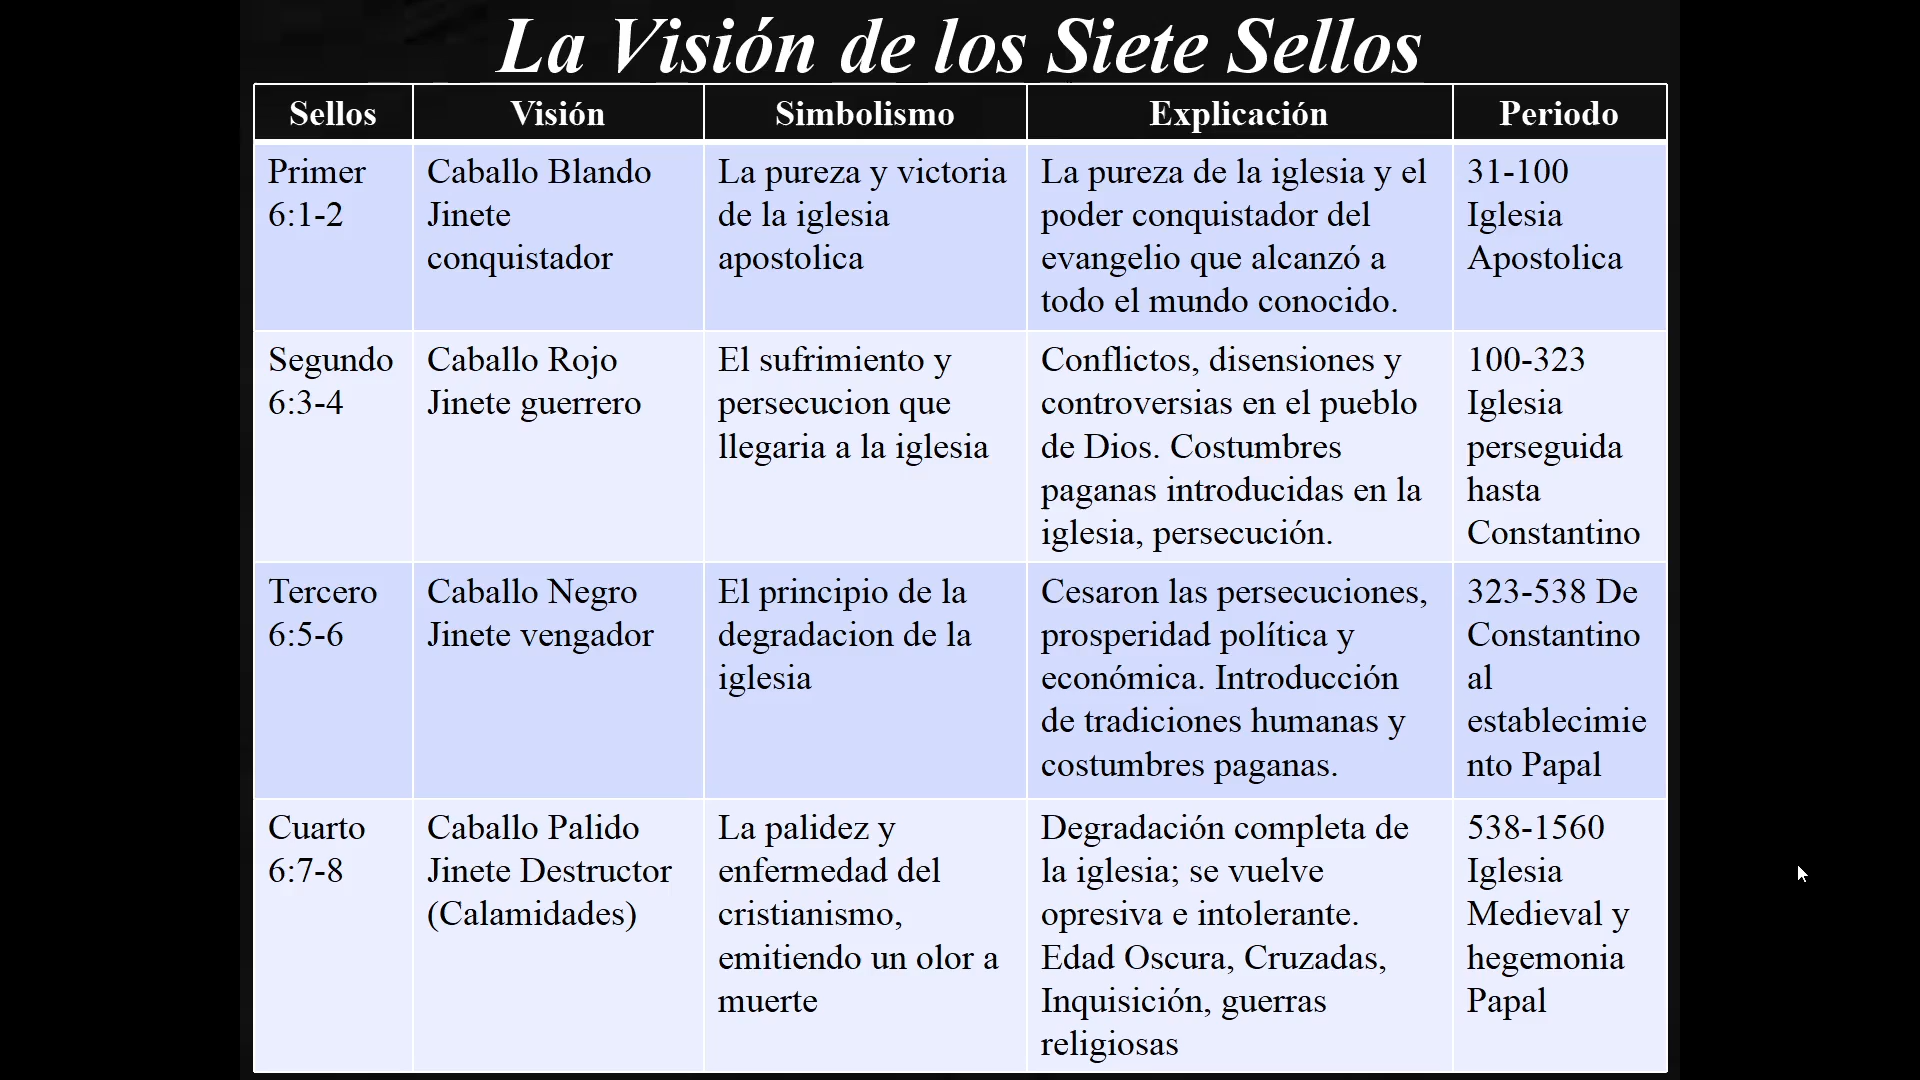 La Visión de los Siete Sellos
Sellos
Visión
Simbolismo
Explicación
Periodo
Primer
6:1-2
Caballo Blando
Jinete
conquistador
La pureza y victoria
de la iglesia
apostolica
La pureza de la iglesia y el
poder conquistador del
evangelio que alcanzó a
todo el mundo conocido.
31-100
Iglesia
Apostolica
Segundo
6:3-4
Caballo Rojo
Jinete guerrero
El sufrimiento y
persecucion que
llegaria a la iglesia
Conflictos, disensiones y
controversias en el pueblo
de Dios. Costumbres
paganas introducidas en la
iglesia, persecución.
100-323
Iglesia
perseguida
hasta
Constantino
Tercero
6:5-6
Caballo Negro
Jinete vengador
El principio de la
degradacion de la
iglesia
Cesaron las persecuciones,
prosperidad política y
económica. Introducción
de tradiciones humanas y
costumbres paganas.
323-538 De
Constantino
al
establecimie
nto Papal
Cuarto
6:7-8
Caballo Palido
Jinete Destructor
(Calamidades)
La palidez y
enfermedad del
cristianismo,
emitiendo un olor a
muerte
Degradación completa de
la iglesia; se vuelve
opresiva e intolerante.
Edad Oscura, Cruzadas,
Inquisición, guerras
religiosas
538-1560
Iglesia
Medieval y
hegemonia
Papal